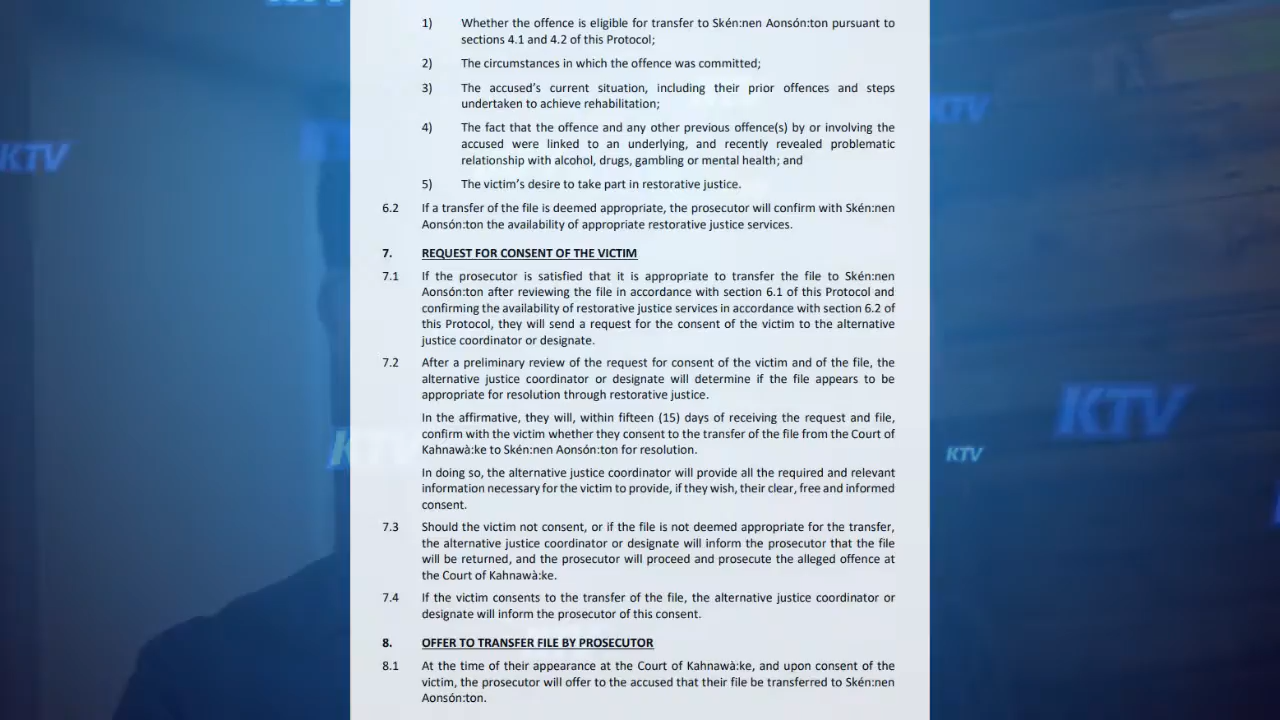 1) Whether the offence is eligible for transfer to Skén:nen Aonsón:ton pursuant to
sections 4.1 and 4.2 of this Protocol;
2) The circumstances in which the offence was committed;
3) The accused's current situation, including their prior offences and steps
undertaken to achieve rehabilitation;
4) The fact that the offence and any other previous offence(s) by or involving the
accused were linked to an underlying, and recently revealed problematic
relationship with alcohol, drugs, gambling or mental health; and
5) The victim's desire to take part in restorative justice.
6.2 If a transfer of the file is deemed appropriate, the prosecutor will confirm with Skén:nen
Aonsón:ton the availability of appropriate restorative justice services.
7. REQUEST FOR CONSENT OF THE VICTIM
7.1 If the prosecutor is satisfied that it is appropriate to transfer the file to Skén:nen
Aonsón:ton after reviewing the file in accordance with section 6.1 of this Protocol and
confirming the availability of restorative justice services in accordance with section 6.2 of
this Protocol, they will send a request for the consent of the victim to the alternative
justice coordinator or designate.
7.2 After a preliminary review of the request for consent of the victim and of the file, the
alternative justice coordinator or designate will determine if the file appears to be
appropriate for resolution through restorative justice.
In the affirmative, they will, within fifteen (15) days of receiving the request and file,
confirm with the victim whether they consent to the transfer of the file from the Court of
Kahnawà:ke to Skén:nen Aonsón:ton for resolution.
In doing so, the alternative justice coordinator will provide all the required and relevant
information necessary for the victim to provide, if they wish, their clear, free and informed
consent.
7.3 Should the victim not consent, or if the file is not deemed appropriate for the transfer,
the alternative justice coordinator or designate will inform the prosecutor that the file
will be returned, and the prosecutor will proceed and prosecute the alleged offence at
the Court of Kahnawà:ke.
7.4 If the victim consents to the transfer of the file, the alternative justice coordinator or
designate will inform the prosecutor of this consent.
8. OFFER TO TRANSFER FILE BY PROSECUTOR
8.1 At the time of their appearance at the Court of Kahnawà:ke, and upon consent of the
victim, the prosecutor will offer to the accused that their file be transferred to Skén:nen
Aonsón:ton.
KTV
KTV
KTV
KTV
KTV
KTV